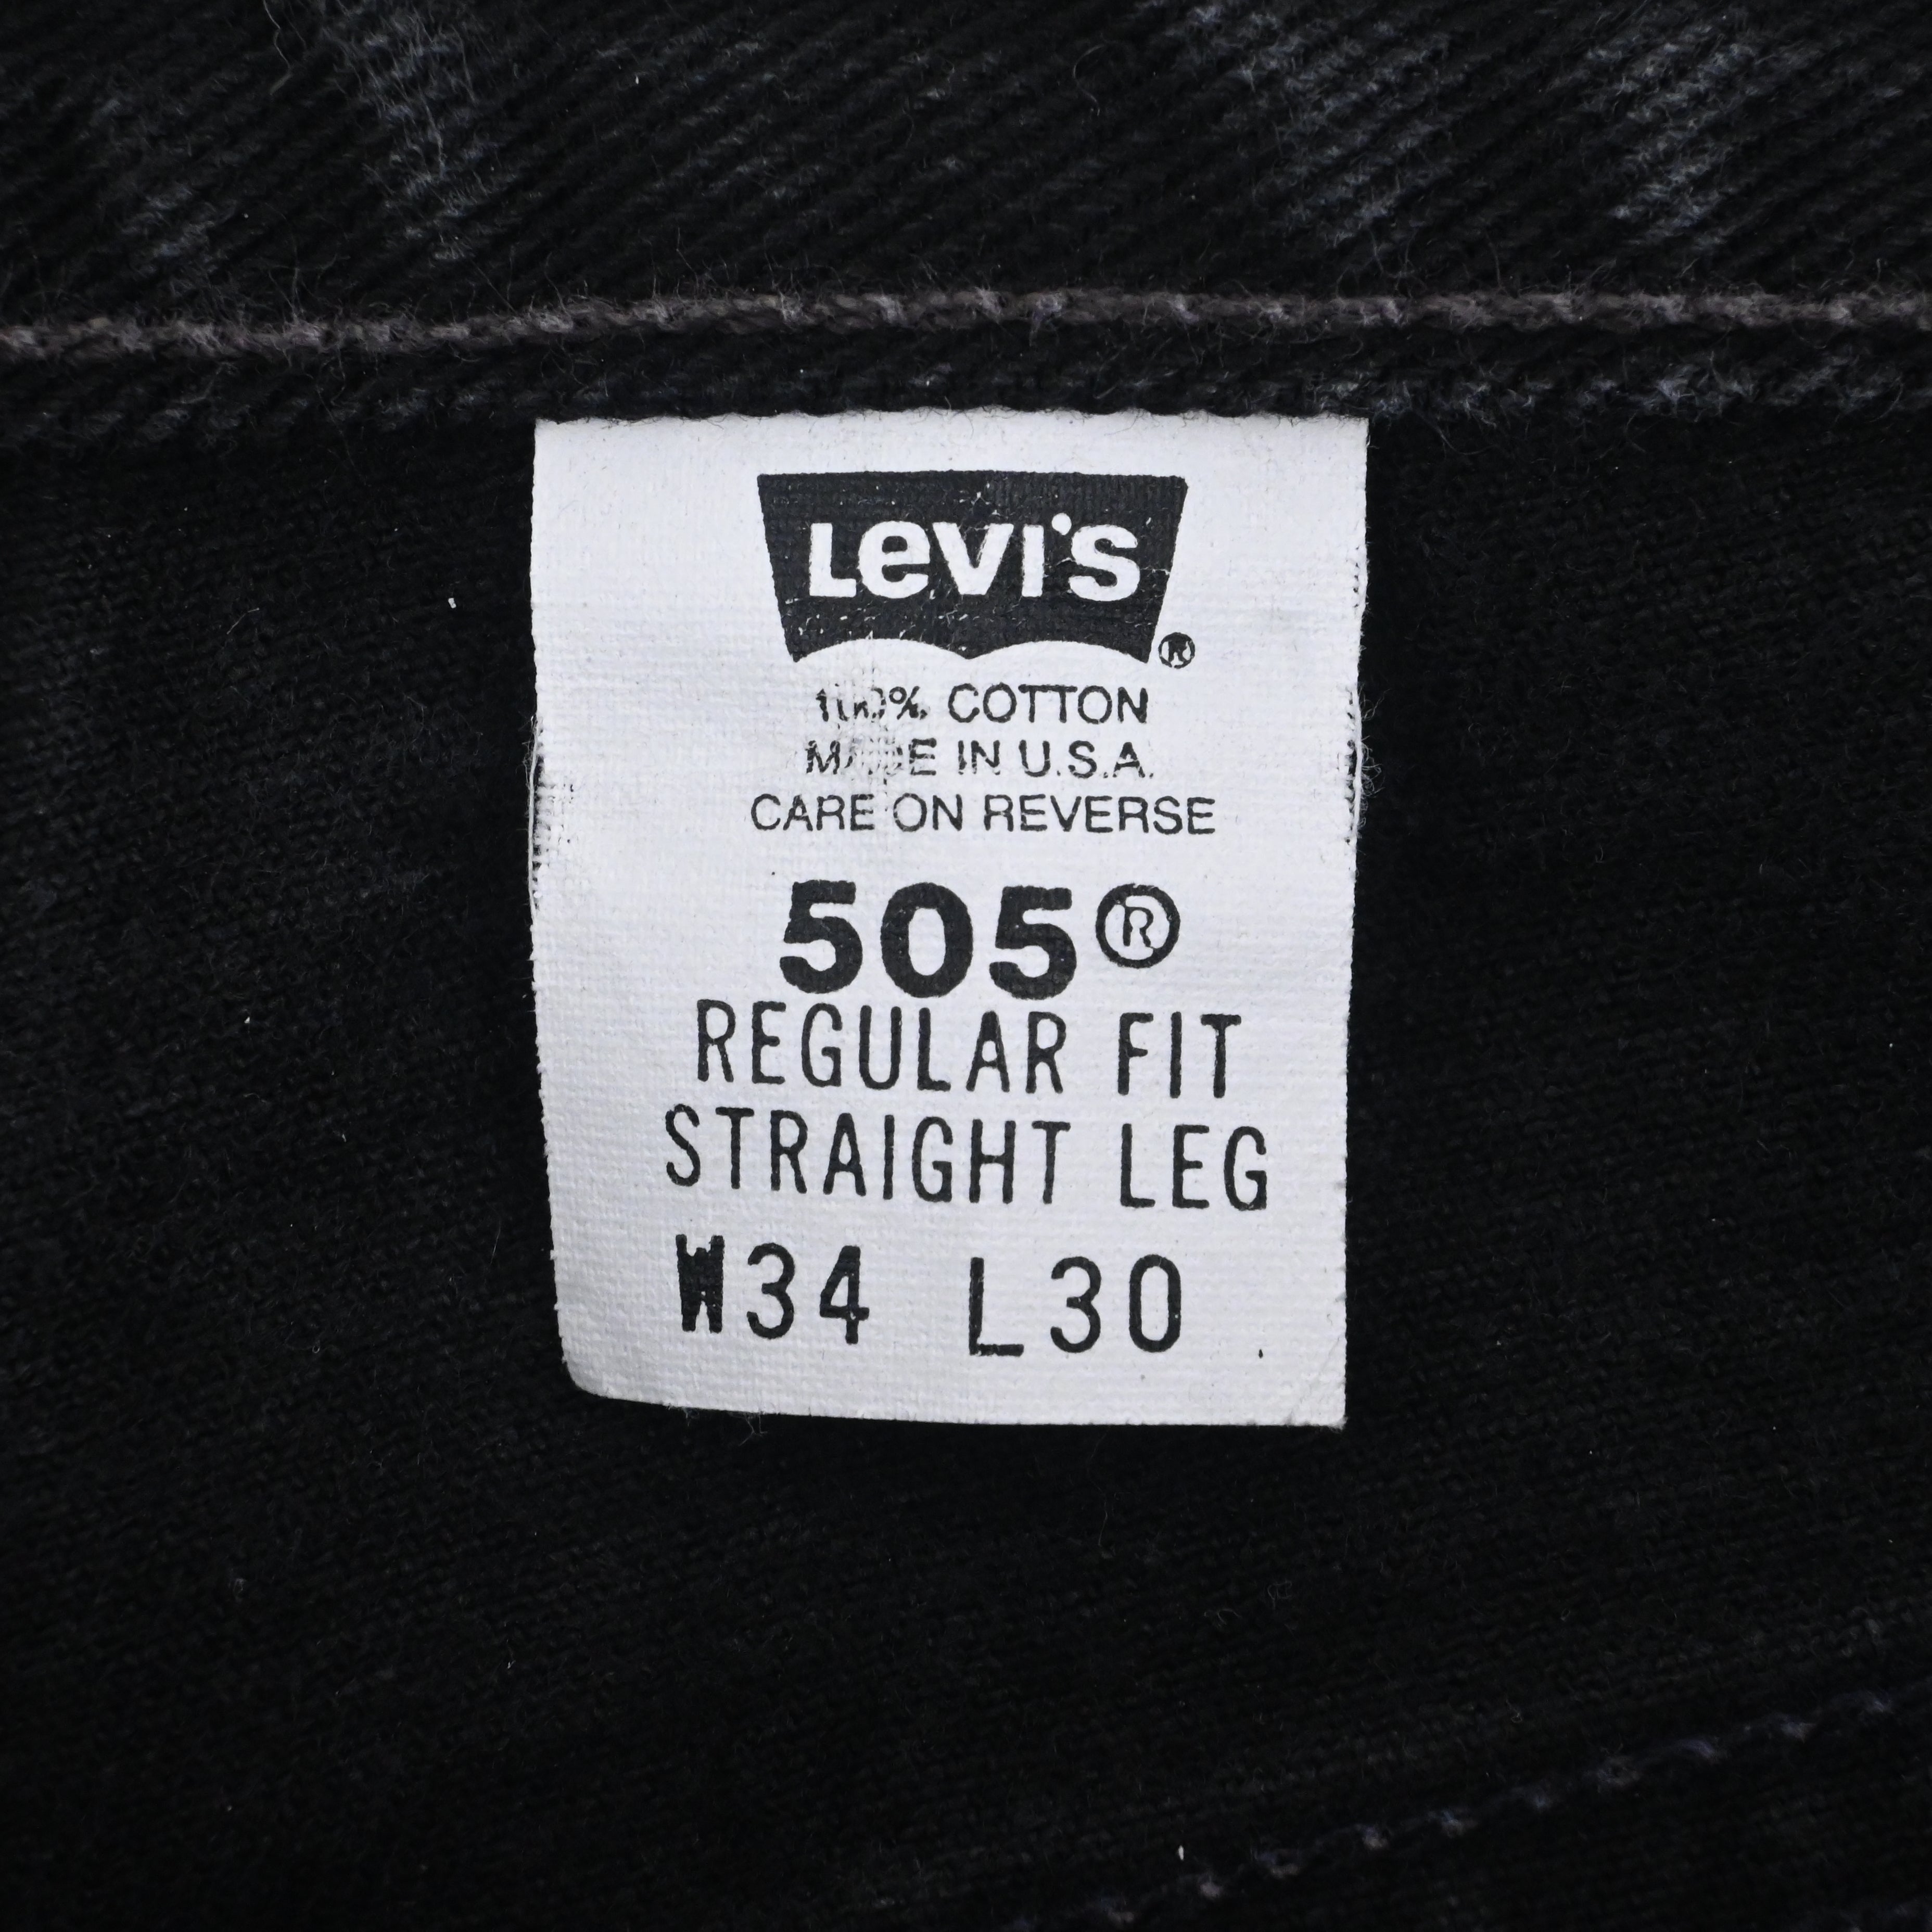 Levi's®
100% COTTON
MADE IN U.S.A.
CARE ON REVERSE
505®
REGULAR FIT
STRAIGHT LEG
W34 L30